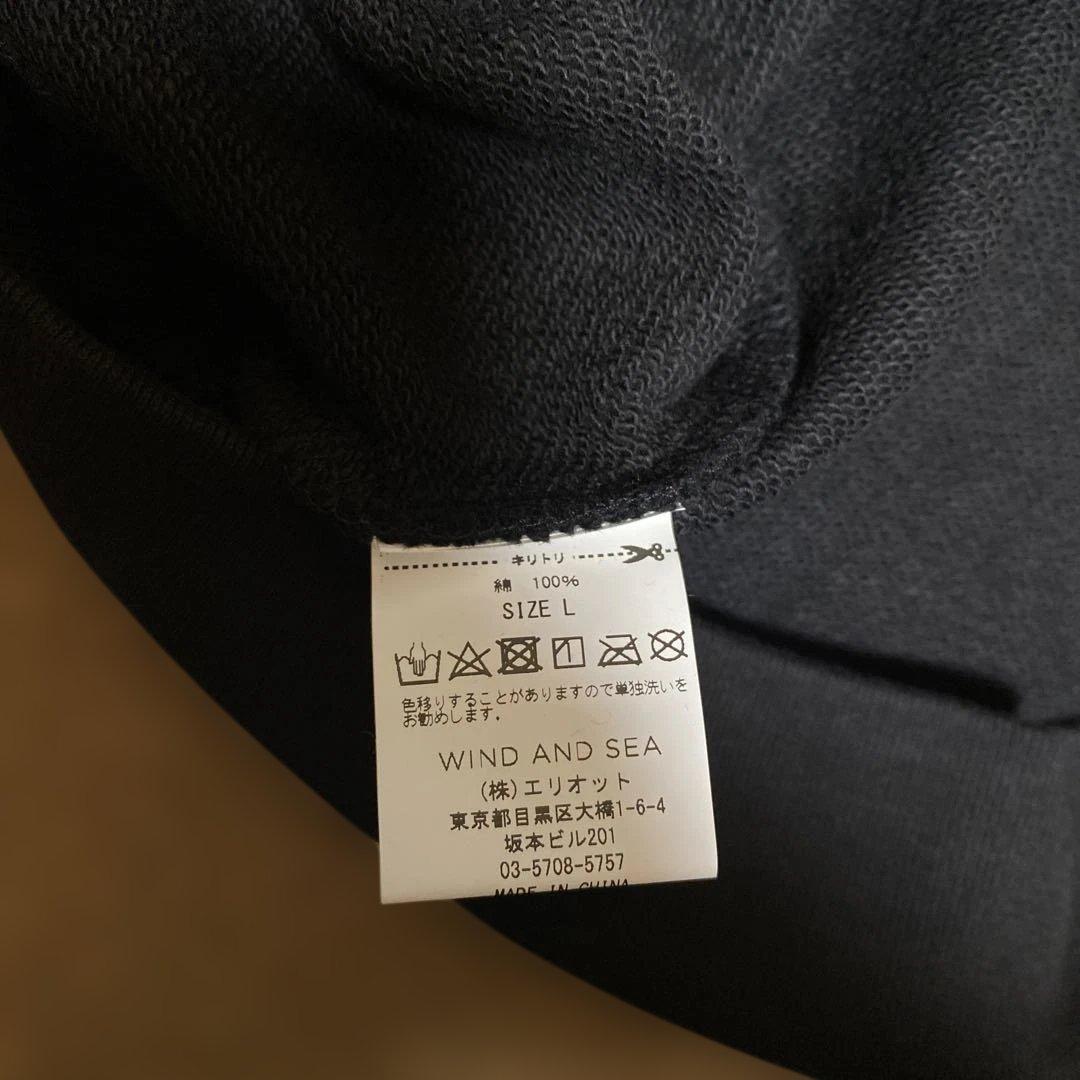 キリトリ
綿 100%
SIZE L
色移りすることがありますので単独洗いを
お勧めします.
WIND AND SEA
(株)エリオット
東京都目黒区大橋1-6-4
坂本ビル201
03-5708-5757
MADE IN CHINA